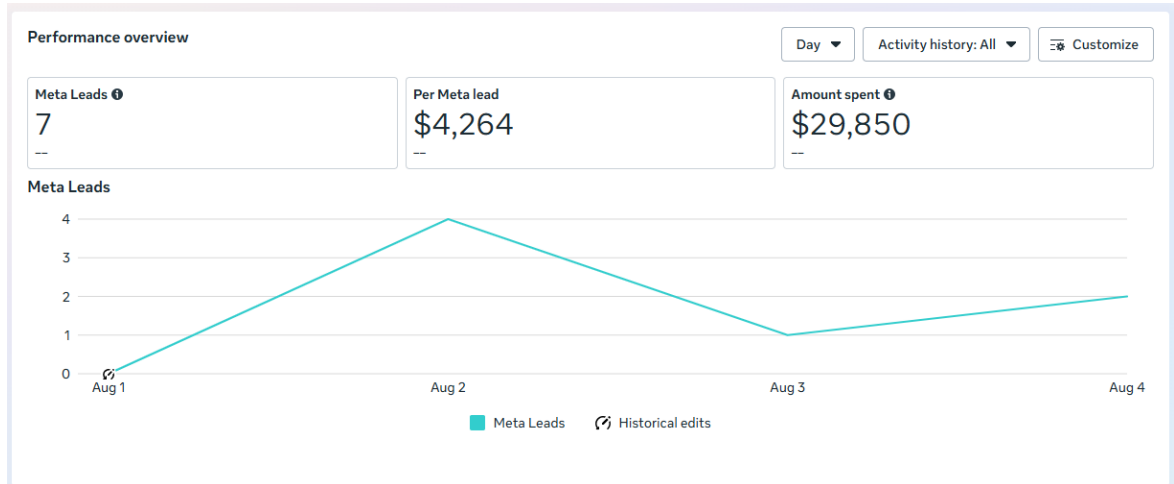 Performance overview
Day
Activity history: All
Customize
Meta Leads
7
--
Per Meta lead
$4,264
--
Amount spent
$29,850
--
Meta Leads
4
3
2
1
0
Aug 1
Aug 2
Aug 3
Aug 4
Meta Leads
Historical edits